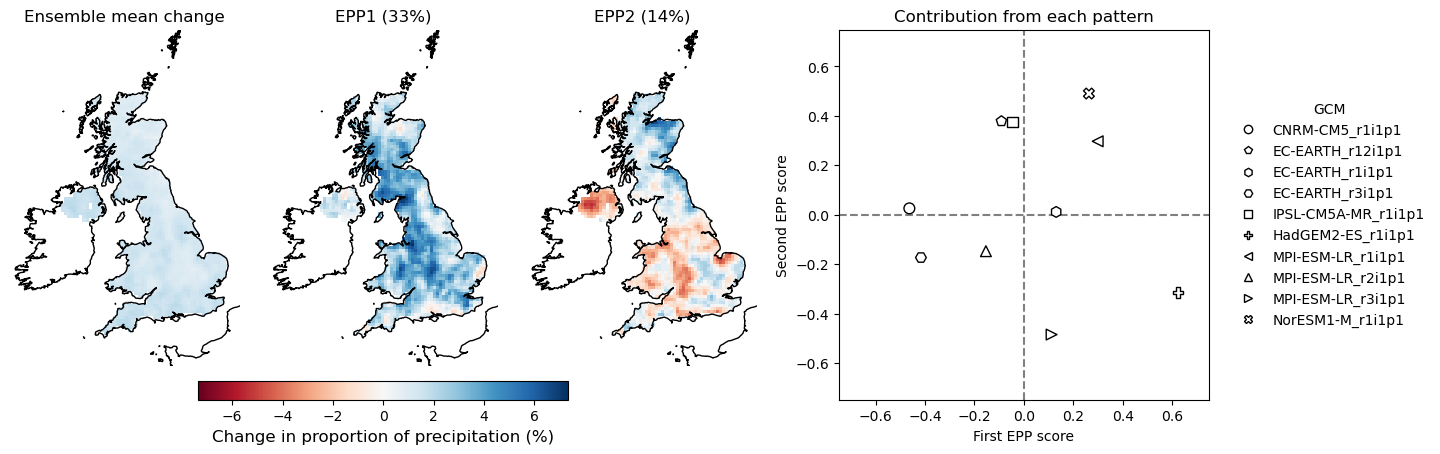 Ensemble mean change
EPP1 (33%)
EPP2 (14%)
Contribution from each pattern
0.6
0.4
0.2
0.0
−0.2
−0.4
−0.6
Second EPP score
−0.6
−0.4
−0.2
0.0
0.2
0.4
0.6
First EPP score
GCM
CNRM-CM5_r1i1p1
EC-EARTH_r12i1p1
EC-EARTH_r1i1p1
EC-EARTH_r3i1p1
IPSL-CM5A-MR_r1i1p1
HadGEM2-ES_r1i1p1
MPI-ESM-LR_r1i1p1
MPI-ESM-LR_r2i1p1
MPI-ESM-LR_r3i1p1
NorESM1-M_r1i1p1
−6
−4
−2
0
2
4
6
Change in proportion of precipitation (%)